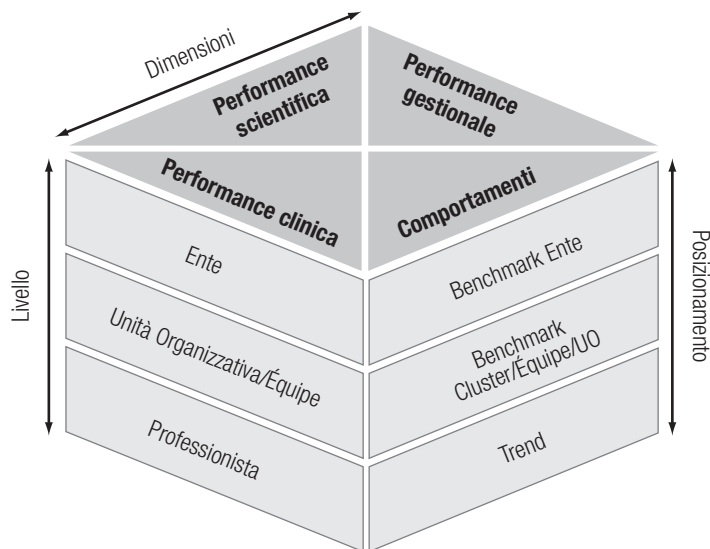 Dimensioni
Performance
scientifica
Performance
gestionale
Performance clinica
Comportamenti
Livello
Ente
Unità Organizzativa/Équipe
Professionista
Benchmark Ente
Benchmark
Cluster/Équipe/UO
Trend
Posizionamento